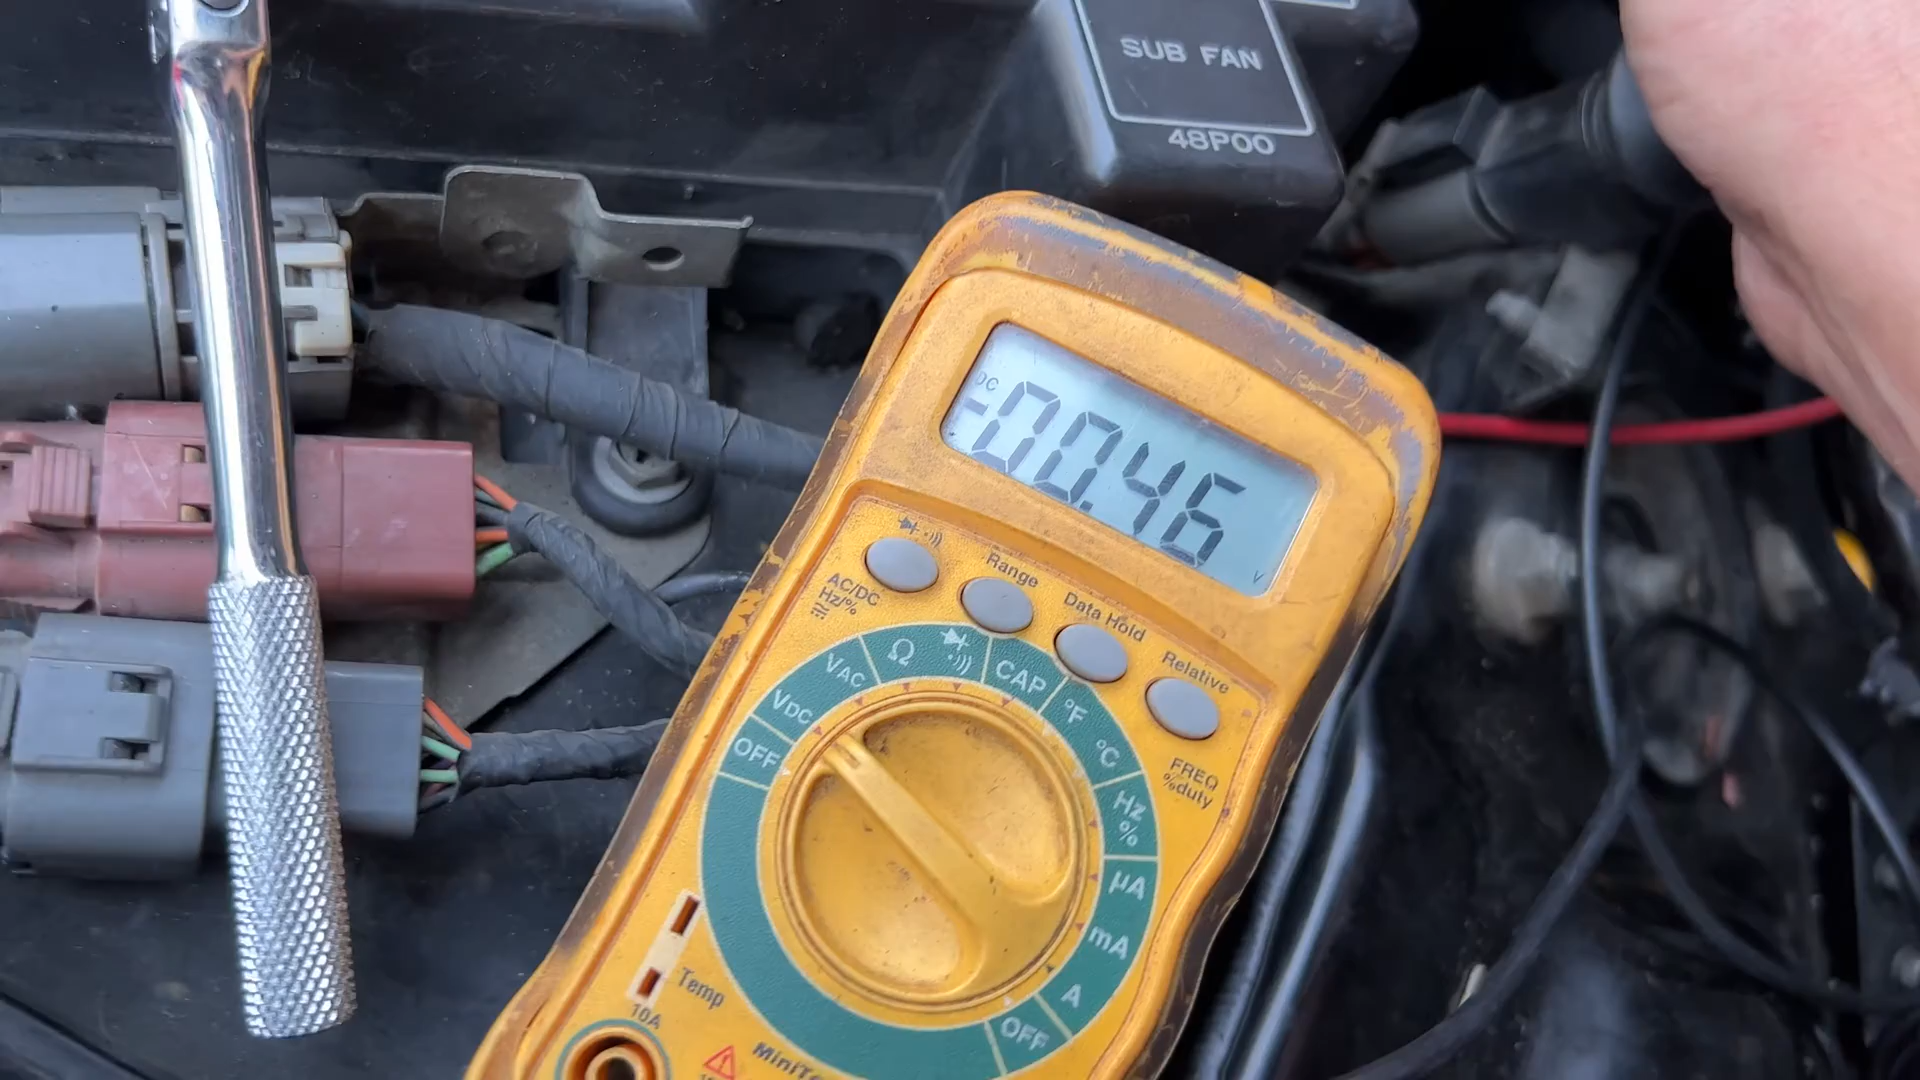 SUB FAN
48P00
DC
-00.46
V
Range
Data Hold
Relative
AC/DC
Hz/%
FREQ
%duty
OFF
VDC
VAC
Ω
CAP
°F
°C
Hz
%
µA
mA
A
OFF
Temp
10A